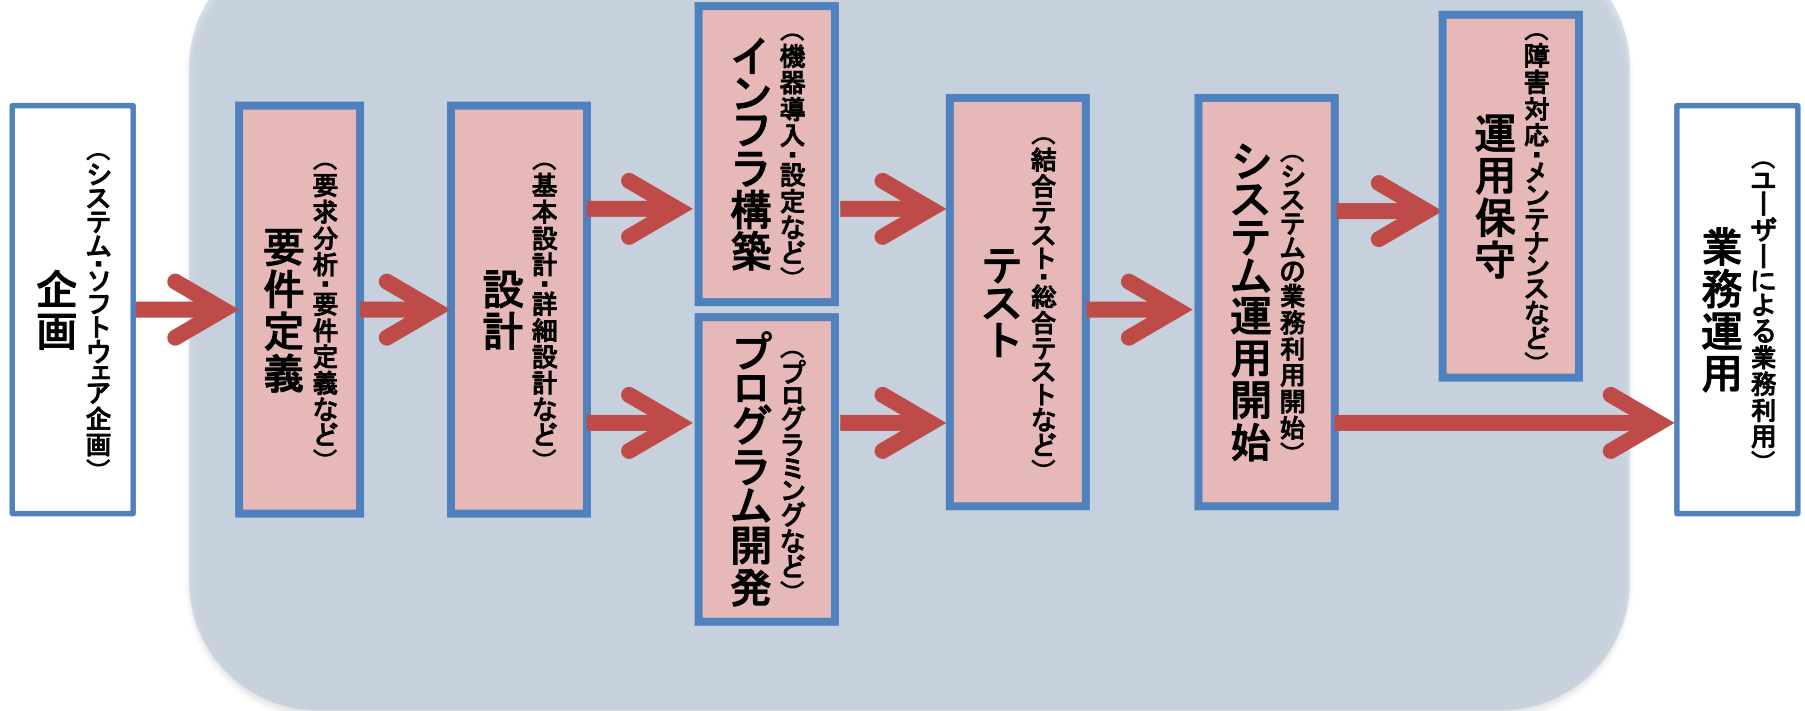 企画
（システム・ソフトウェア企画）
要件定義
（要求分析・要件定義など）
設計
（基本設計・詳細設計など）
インフラ構築
（機器導入・設定など）
プログラム開発
（プログラミングなど）
テスト
（結合テスト・総合テストなど）
システム運用開始
（システムの業務利用開始）
運用保守
（障害対応・メンテナンスなど）
業務運用
（ユーザーによる業務利用）